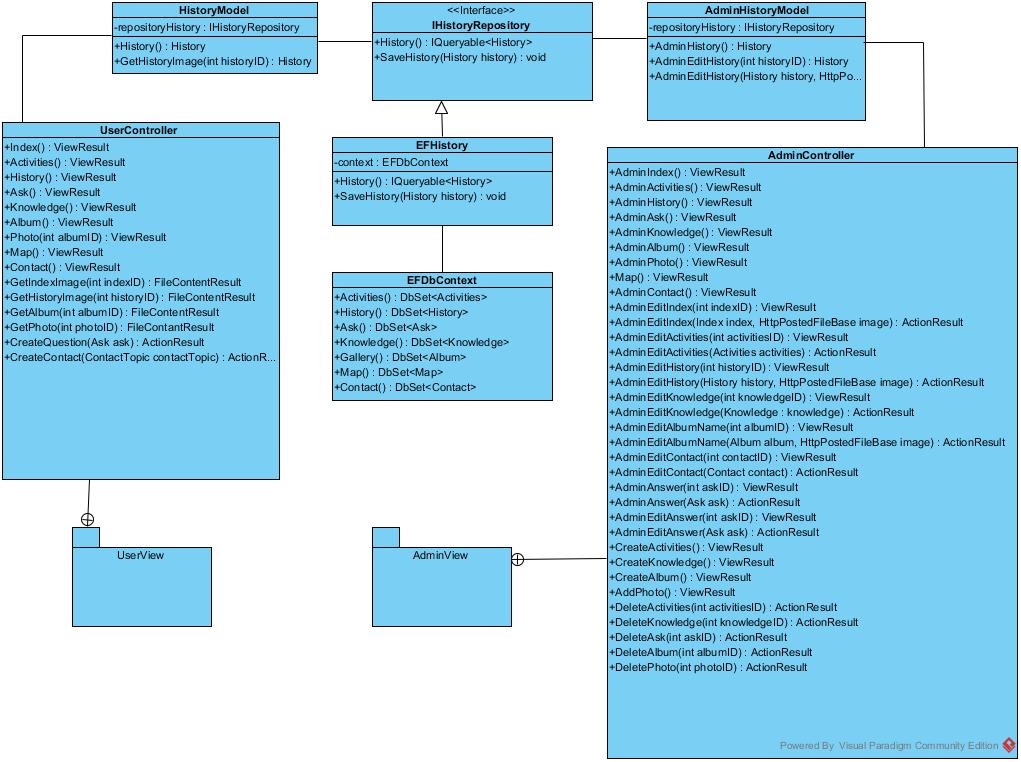 HistoryModel
-repositoryHistory : IHistoryRepository
+History() : History
+GetHistoryImage(int historyID) : History
<<Interface>>
IHistoryRepository
+History() : IQueryable<History>
+SaveHistory(History history) : void
AdminHistoryModel
-repositoryHistory : IHistoryRepository
+AdminHistory() : History
+AdminEditHistory(int historyID) : History
+AdminEditHistory(History history, HttpPo...
UserController
+Index() : ViewResult
+Activities() : ViewResult
+History() : ViewResult
+Ask() : ViewResult
+Knowledge() : ViewResult
+Album() : ViewResult
+Photo(int albumID) : ViewResult
+Map() : ViewResult
+Contact() : ViewResult
+GetIndexImage(int indexID) : FileContentResult
+GetHistoryImage(int historyID) : FileContentResult
+GetAlbum(int albumID) : FileContentResult
+GetPhoto(int photoID) : FileContantResult
+CreateQuestion(Ask ask) : ActionResult
+CreateContact(ContactTopic contactTopic) : ActionR...
EFHistory
-context : EFDbContext
+History() : IQueryable<History>
+SaveHistory(History history) : void
EFDbContext
+Activities() : DbSet<Activities>
+History() : DbSet<History>
+Ask() : DbSet<Ask>
+Knowledge() : DbSet<Knowledge>
+Gallery() : DbSet<Album>
+Map() : DbSet<Map>
+Contact() : DbSet<Contact>
AdminController
+AdminIndex() : ViewResult
+AdminActivities() : ViewResult
+AdminHistory() : ViewResult
+AdminAsk() : ViewResult
+AdminKnowledge() : ViewResult
+AdminAlbum() : ViewResult
+AdminPhoto() : ViewResult
+Map() : ViewResult
+AdminContact() : ViewResult
+AdminEditIndex(int indexID) : ViewResult
+AdminEditIndex(Index index, HttpPostedFileBase image) : ActionResult
+AdminEditActivities(int activitiesID) : ViewResult
+AdminEditActivities(Activities activities) : ActionResult
+AdminEditHistory(int historyID) : ViewResult
+AdminEditHistory(History history, HttpPostedFileBase image) : ActionResult
+AdminEditKnowledge(int knowledgeID) : ViewResult
+AdminEditKnowledge(Knowledge : knowledge) : ActionResult
+AdminEditAlbumName(int albumID) : ViewResult
+AdminEditAlbumName(Album album, HttpPostedFileBase image) : ActionResult
+AdminEditContact(int contactID) : ViewResult
+AdminEditContact(Contact contact) : ActionResult
+AdminAnswer(int askID) : ViewResult
+AdminAnswer(Ask ask) : ActionResult
+AdminEditAnswer(int askID) : ViewResult
+AdminEditAnswer(Ask ask) : ActionResult
+CreateActivities() : ViewResult
+CreateKnowledge() : ViewResult
+CreateAlbum() : ViewResult
+AddPhoto() : ViewResult
+DeleteActivities(int activitiesID) : ActionResult
+DeleteKnowledge(int knowledgeID) : ActionResult
+DeleteAsk(int askID) : ActionResult
+DeleteAlbum(int albumID) : ActionResult
+DeletePhoto(int photoID) : ActionResult
UserView
AdminView
Powered By Visual Paradigm Community Edition